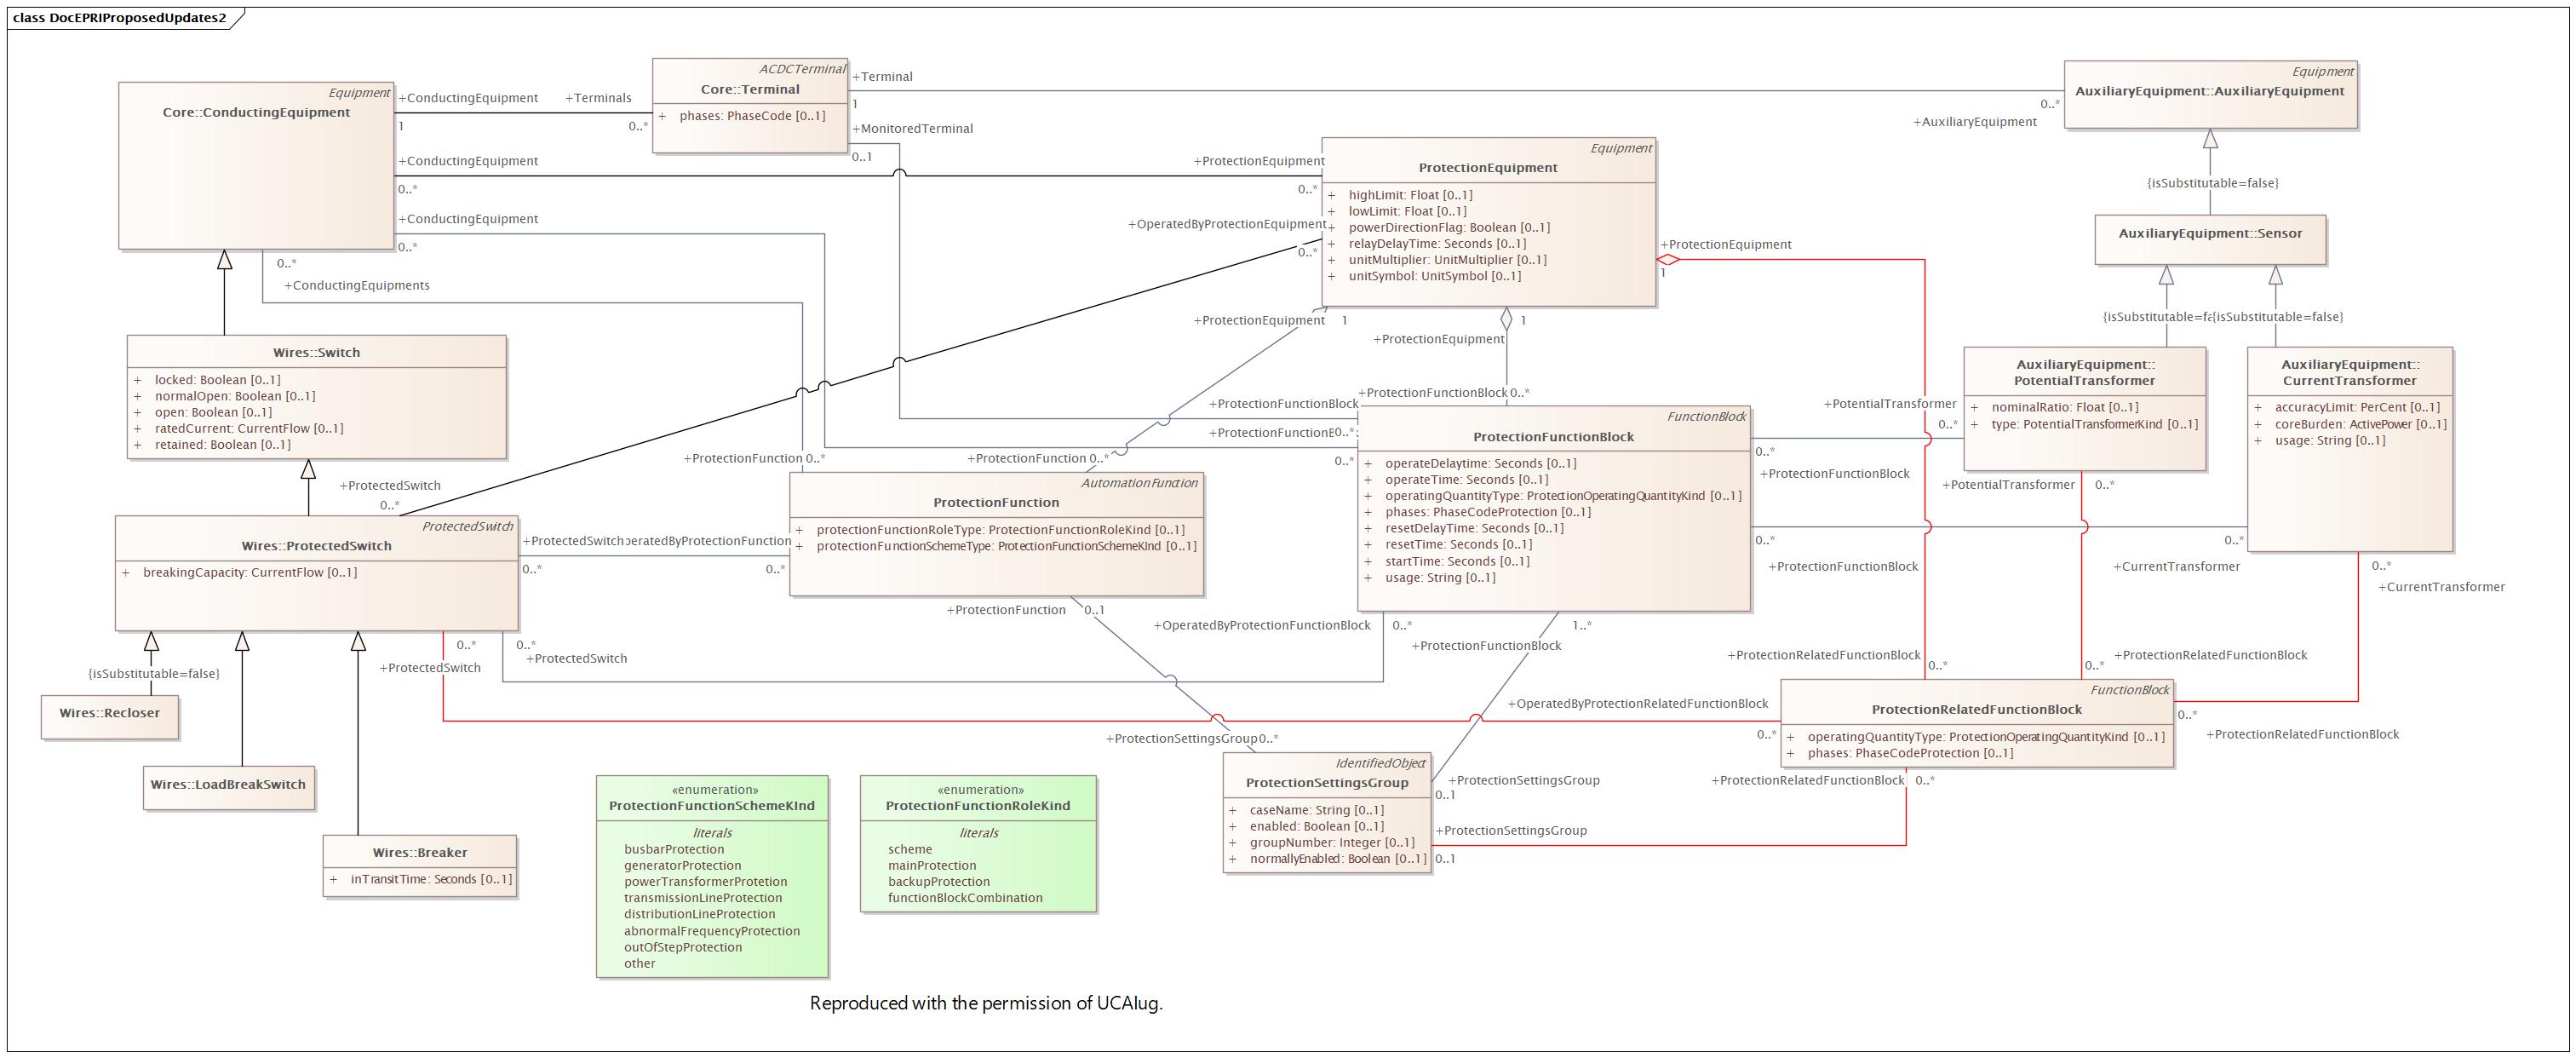 class DocEPRIProposedUpdates2
Equipment
Core::ConductingEquipment
ACDCTerminal
Core::Terminal
+ phases: PhaseCode [0..1]
Equipment
AuxiliaryEquipment::AuxiliaryEquipment
+ConductingEquipment
+Terminals
1
0..*
+Terminal
1
0..*
+AuxiliaryEquipment
+MonitoredTerminal
0..1
+ConductingEquipment
0..*
+ProtectionEquipment
0..*
+ConductingEquipment
0..*
0..*
+ConductingEquipments
Equipment
ProtectionEquipment
+ highLimit: Float [0..1]
+ lowLimit: Float [0..1]
+ powerDirectionFlag: Boolean [0..1]
+ relayDelayTime: Seconds [0..1]
+ unitMultiplier: UnitMultiplier [0..1]
+ unitSymbol: UnitSymbol [0..1]
+OperatedByProtectionEquipment
0..*
+ProtectionEquipment
1
+ProtectionEquipment
1
+ProtectionEquipment
1
{isSubstitutable=false}
AuxiliaryEquipment::Sensor
{isSubstitutable=fa
{isSubstitutable=false}
AuxiliaryEquipment::
PotentialTransformer
+ nominalRatio: Float [0..1]
+ type: PotentialTransformerKind [0..1]
AuxiliaryEquipment::
CurrentTransformer
+ accuracyLimit: PerCent [0..1]
+ coreBurden: ActivePower [0..1]
+ usage: String [0..1]
Wires::Switch
+ locked: Boolean [0..1]
+ normalOpen: Boolean [0..1]
+ open: Boolean [0..1]
+ ratedCurrent: CurrentFlow [0..1]
+ retained: Boolean [0..1]
+ProtectionFunctionBlock 0..*
+ProtectionFunctionBlock
0..*
+ProtectionFunctionB
0..*
+ProtectionFunction 0..*
+ProtectionFunction 0..*
FunctionBlock
ProtectionFunctionBlock
+ operateDelaytime: Seconds [0..1]
+ operateTime: Seconds [0..1]
+ operatingQuantityType: ProtectionOperatingQuantityKind [0..1]
+ phases: PhaseCodeProtection [0..1]
+ resetDelayTime: Seconds [0..1]
+ resetTime: Seconds [0..1]
+ startTime: Seconds [0..1]
+ usage: String [0..1]
+PotentialTransformer
0..*
0..*
+ProtectionFunctionBlock
+PotentialTransformer
0..*
0..*
+ProtectionFunctionBlock
0..*
+CurrentTransformer
0..*
+CurrentTransformer
AutomationFunction
ProtectionFunction
+ protectionFunctionRoleType: ProtectionFunctionRoleKind [0..1]
+ protectionFunctionSchemeType: ProtectionFunctionSchemeKInd [0..1]
+ProtectedSwitch
0..*
ProtectedSwitch
Wires::ProtectedSwitch
+ breakingCapacity: CurrentFlow [0..1]
+ProtectedSwitch
peratedByProtectionFunction
0..*
0..*
+ProtectionFunction
0..1
+OperatedByProtectionFunctionBlock
0..*
+ProtectionFunctionBlock
1..*
0..*
+ProtectedSwitch
0..*
+ProtectedSwitch
{isSubstitutable=false}
Wires::Recloser
Wires::LoadBreakSwitch
Wires::Breaker
+ inTransitTime: Seconds [0..1]
+ProtectionRelatedFunctionBlock
0..*
+ProtectionRelatedFunctionBlock
0..*
FunctionBlock
ProtectionRelatedFunctionBlock
+ operatingQuantityType: ProtectionOperatingQuantityKind [0..1]
+ phases: PhaseCodeProtection [0..1]
+OperatedByProtectionRelatedFunctionBlock
0..*
0..*
+ProtectionRelatedFunctionBlock
+ProtectionRelatedFunctionBlock
0..*
+ProtectionSettingsGroup 0..*
IdentifiedObject
ProtectionSettingsGroup
+ caseName: String [0..1]
+ enabled: Boolean [0..1]
+ groupNumber: Integer [0..1]
+ normallyEnabled: Boolean [0..1]
+ProtectionSettingsGroup
0..1
+ProtectionSettingsGroup
0..1
«enumeration»
ProtectionFunctionSchemeKInd
literals
busbarProtection
generatorProtection
powerTransformerProtetion
transmissionLineProtection
distributionLineProtection
abnormalFrequencyProtection
outOfStepProtection
other
«enumeration»
ProtectionFunctionRoleKind
literals
scheme
mainProtection
backupProtection
functionBlockCombination
Reproduced with the permission of UCAIug.